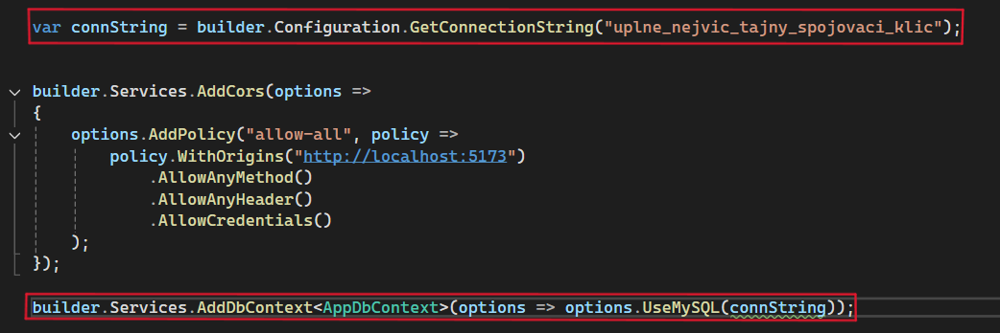 var connString = builder.Configuration.GetConnectionString("uplne_nejvic_tajny_spojovaci_klic");
builder.Services.AddCors(options =>
{
    options.AddPolicy("allow-all", policy =>
        policy.WithOrigins("http://localhost:5173")
            .AllowAnyMethod()
            .AllowAnyHeader()
            .AllowCredentials()
    );
});
builder.Services.AddDbContext<AppDbContext>(options => options.UseMySQL(connString));